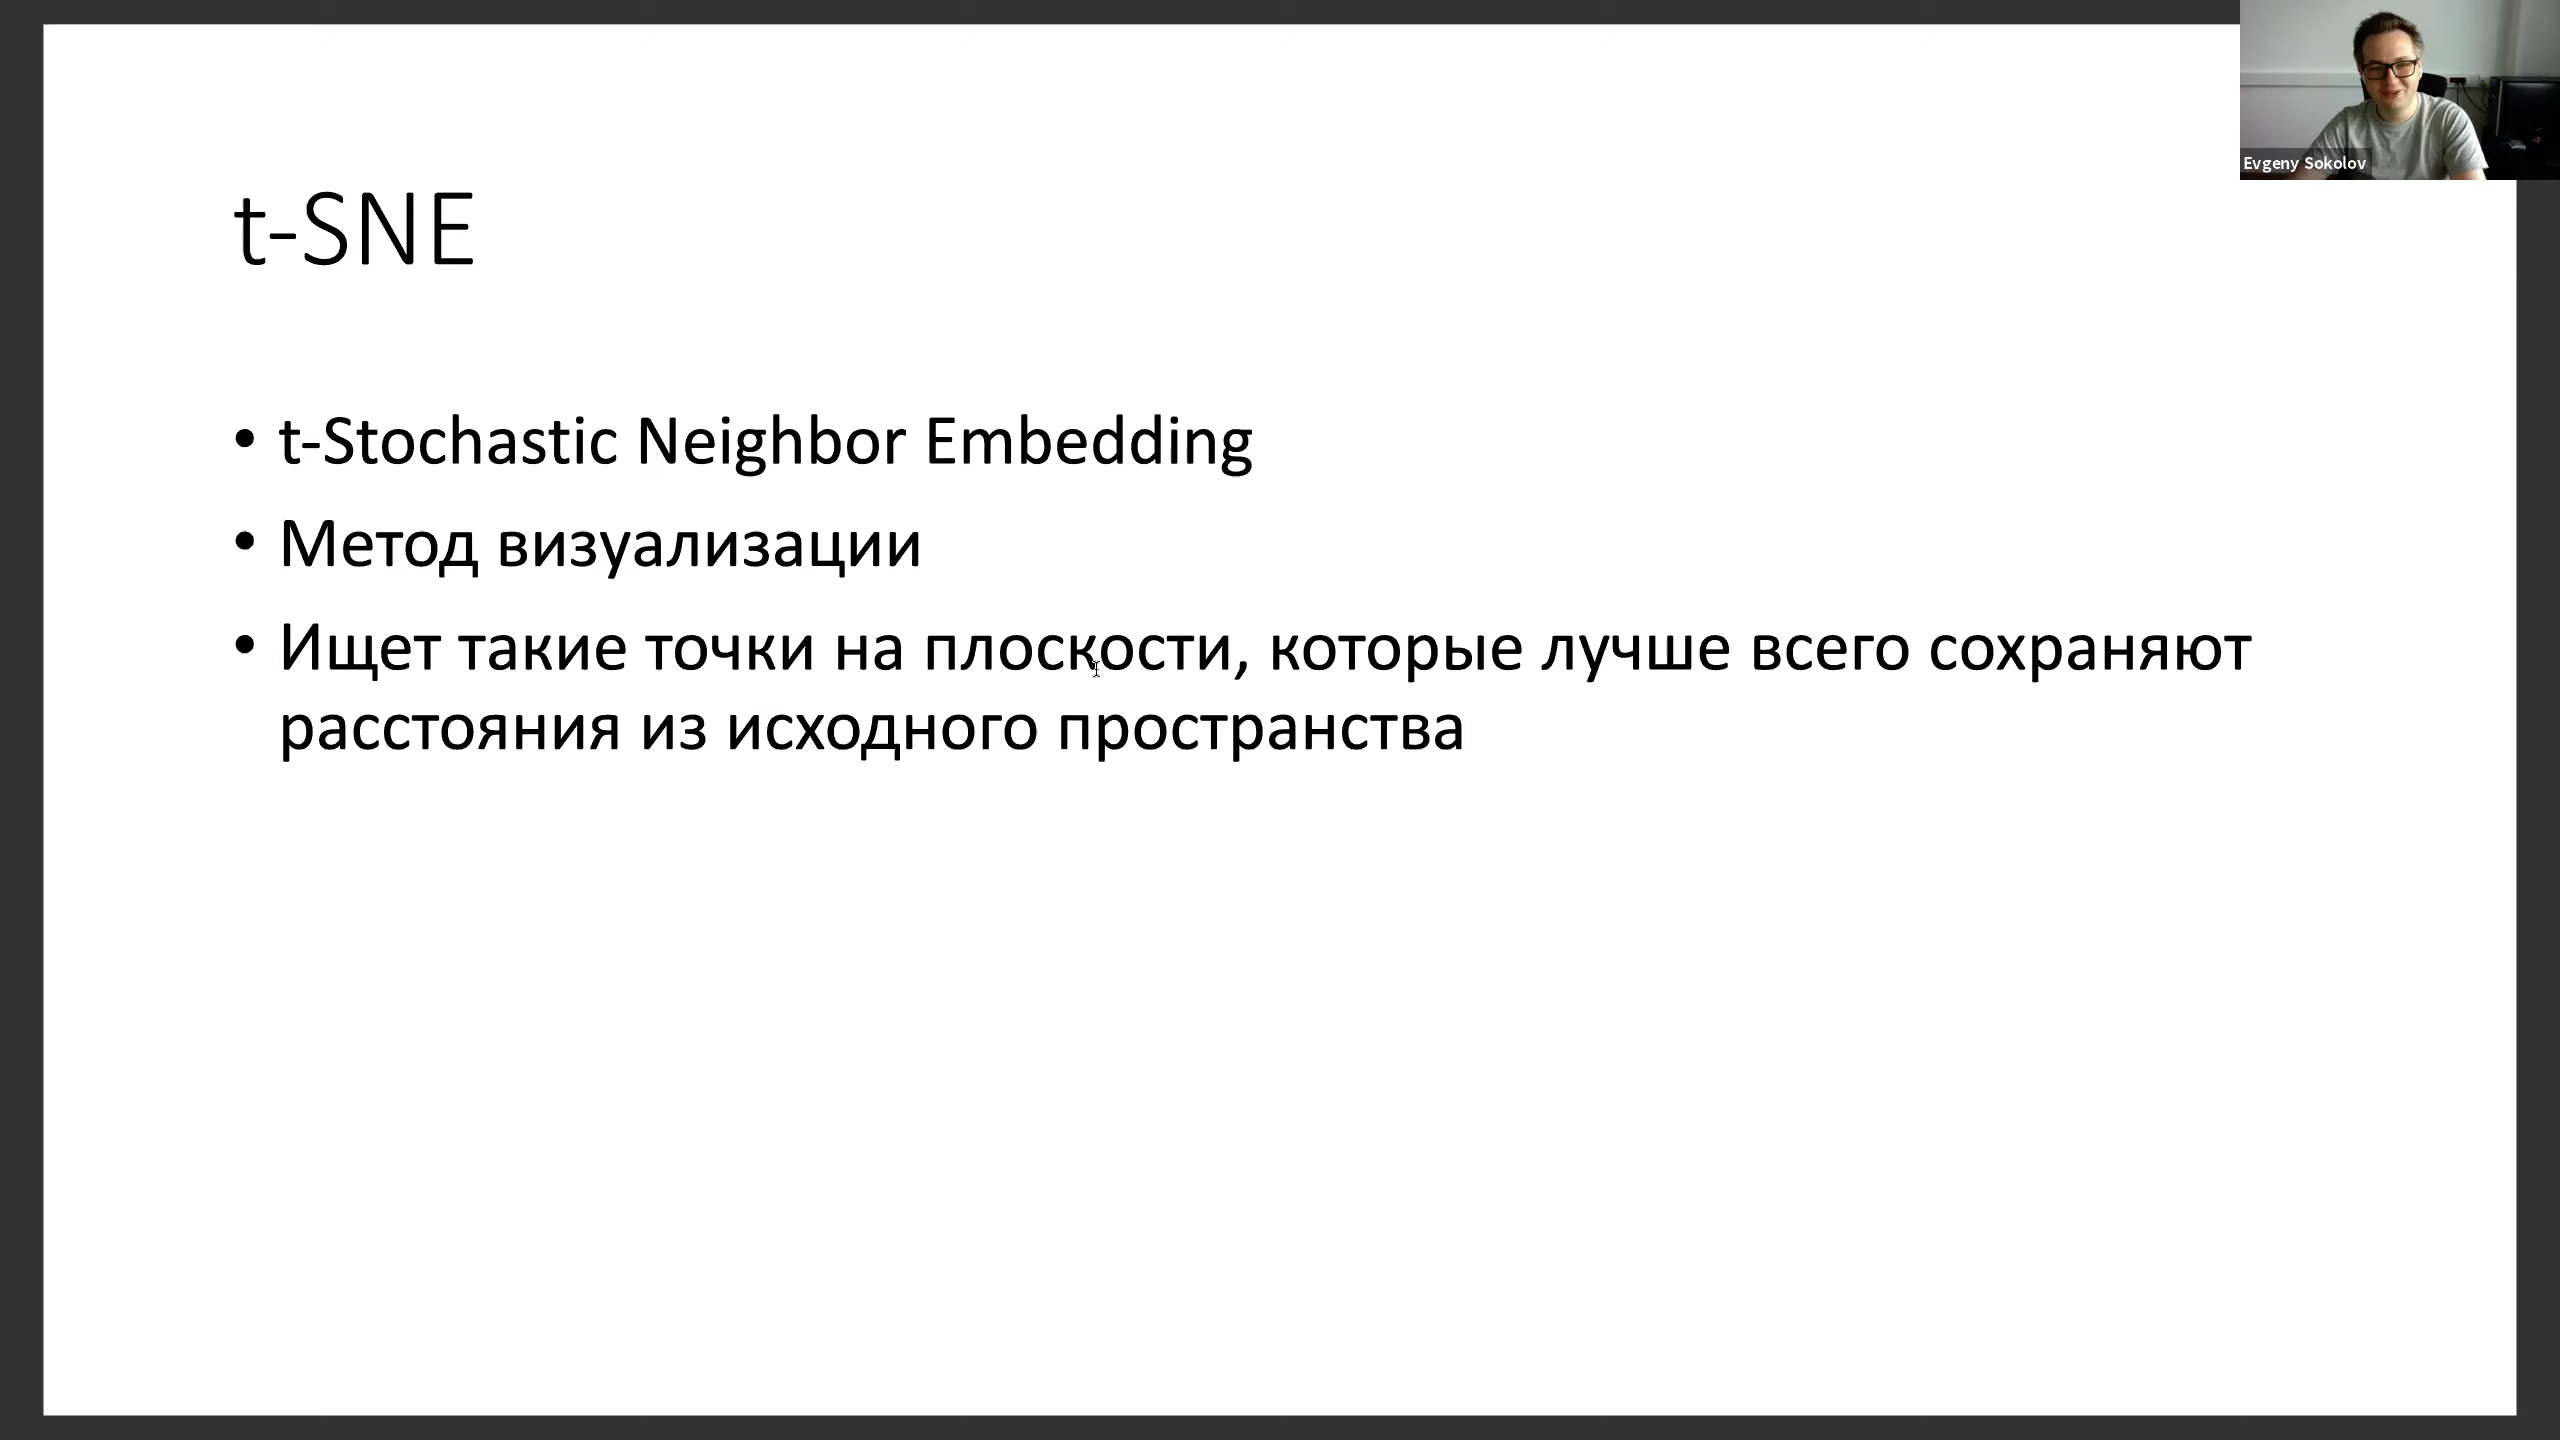 t-SNE
• t-Stochastic Neighbor Embedding
• Метод визуализации
• Ищет такие точки на плоскости, которые лучше всего сохраняют
расстояния из исходного пространства
Evgeny Sokolov